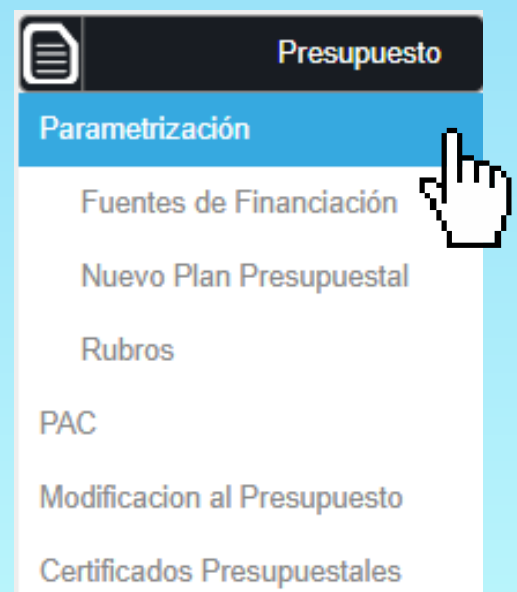 Presupuesto
Parametrización
Fuentes de Financiación
Nuevo Plan Presupuestal
Rubros
PAC
Modificacion al Presupuesto
Certificados Presupuestales